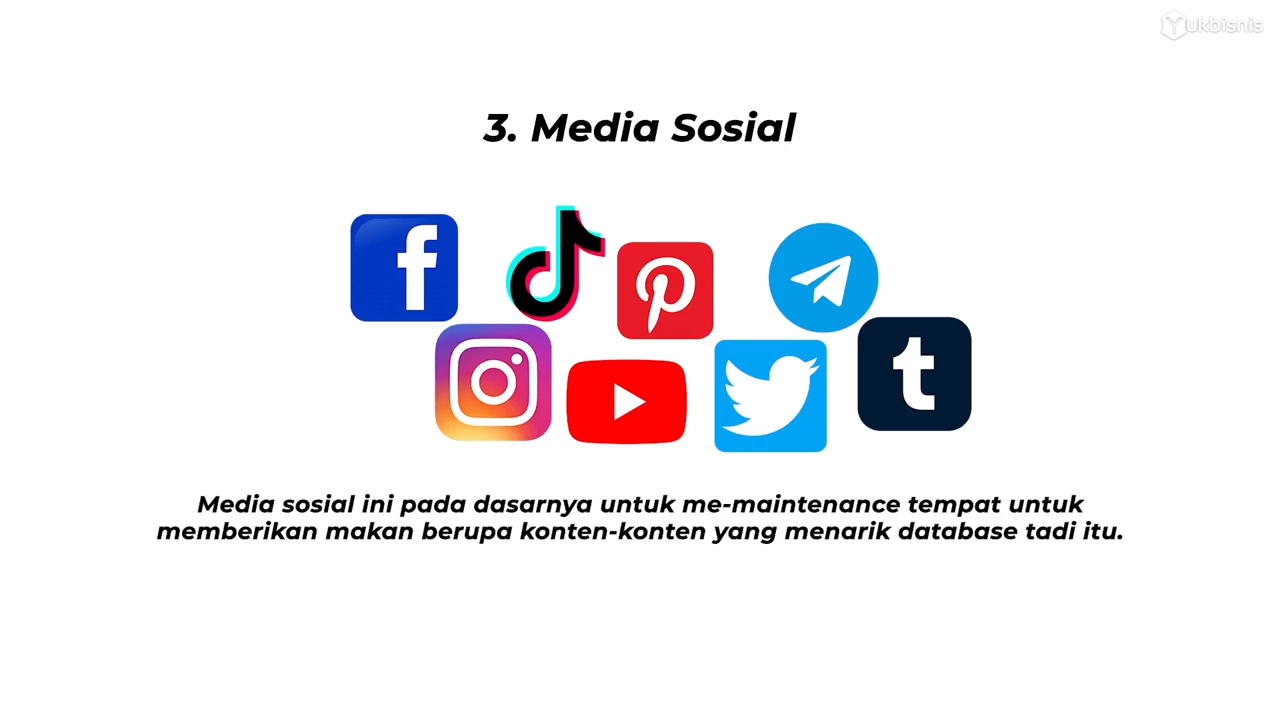 Yukbisnis
3. Media Sosial
Media sosial ini pada dasarnya untuk me-maintenance tempat untuk
memberikan makan berupa konten-konten yang menarik database tadi itu.